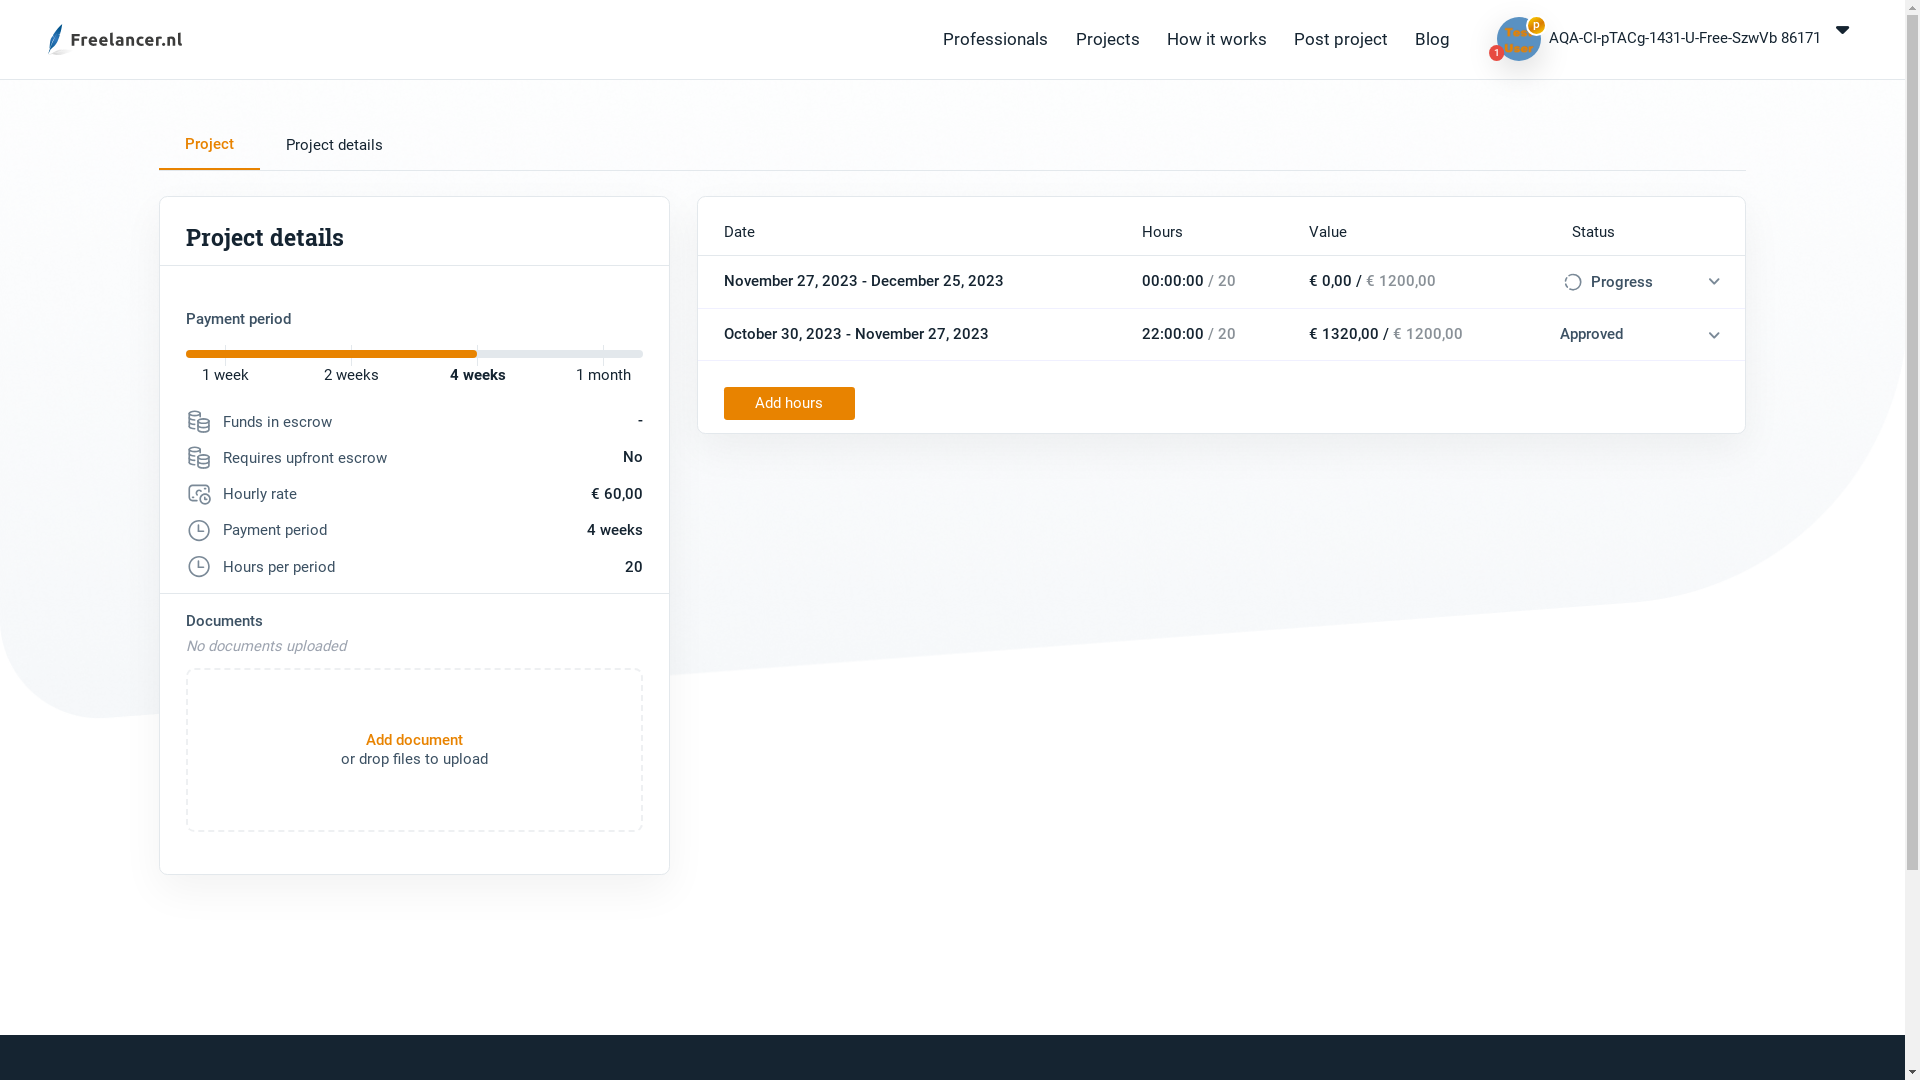 Freelancer.nl
Professionals
Projects
How it works
Post project
Blog
P
1
AQA-CI-pTACg-1431-U-Free-SzwVb 86171
Project
Project details
Project details
Payment period
1 week
2 weeks
4 weeks
1 month
Funds in escrow
-
Requires upfront escrow
No
Hourly rate
€ 60,00
Payment period
4 weeks
Hours per period
20
Documents
No documents uploaded
Add document
or drop files to upload
Date Hours Value Status
November 27, 2023 - December 25, 2023 00:00:00 / 20 € 0,00 / € 1200,00 Progress
October 30, 2023 - November 27, 2023 22:00:00 / 20 € 1320,00 / € 1200,00 Approved
Add hours